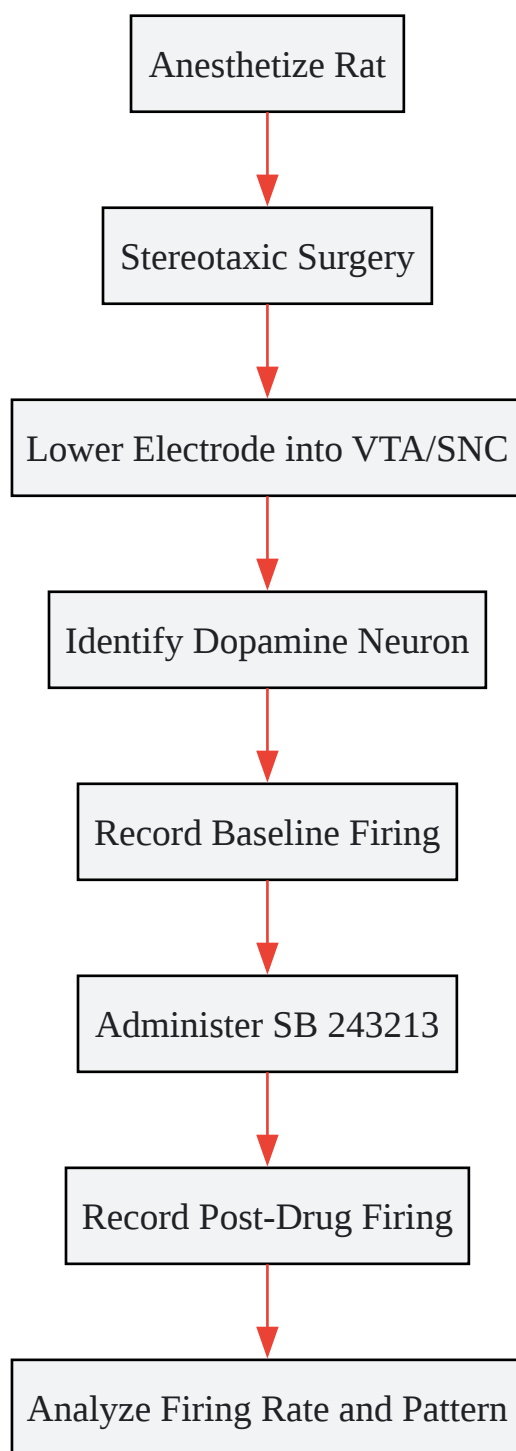 Anesthetize Rat
Stereotaxic Surgery
Lower Electrode into VTA/SNC
Identify Dopamine Neuron
Record Baseline Firing
Administer SB 243213
Record Post-Drug Firing
Analyze Firing Rate and Pattern